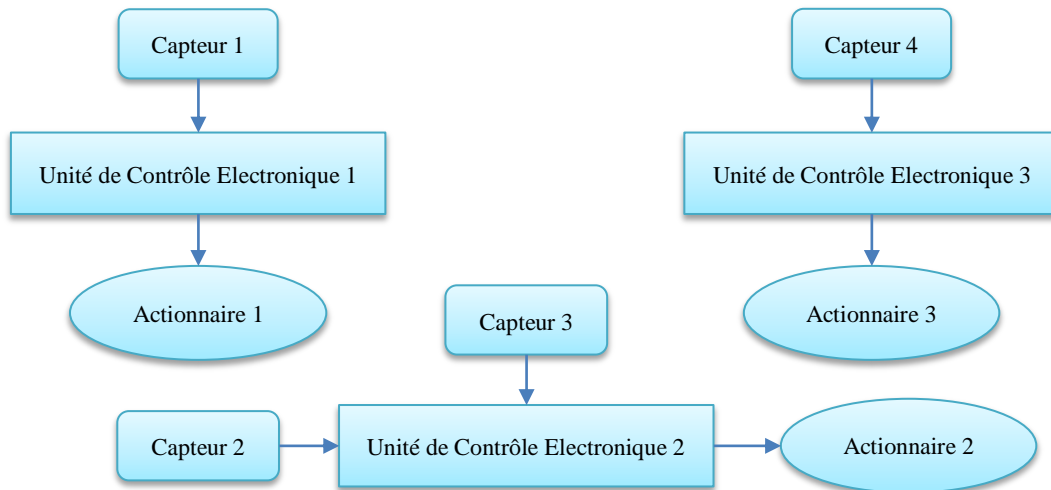 Capteur 1
Capteur 4
Unité de Contrôle Electronique 1
Unité de Contrôle Electronique 3
Actionnaire 1
Capteur 3
Actionnaire 3
Capteur 2
Unité de Contrôle Electronique 2
Actionnaire 2